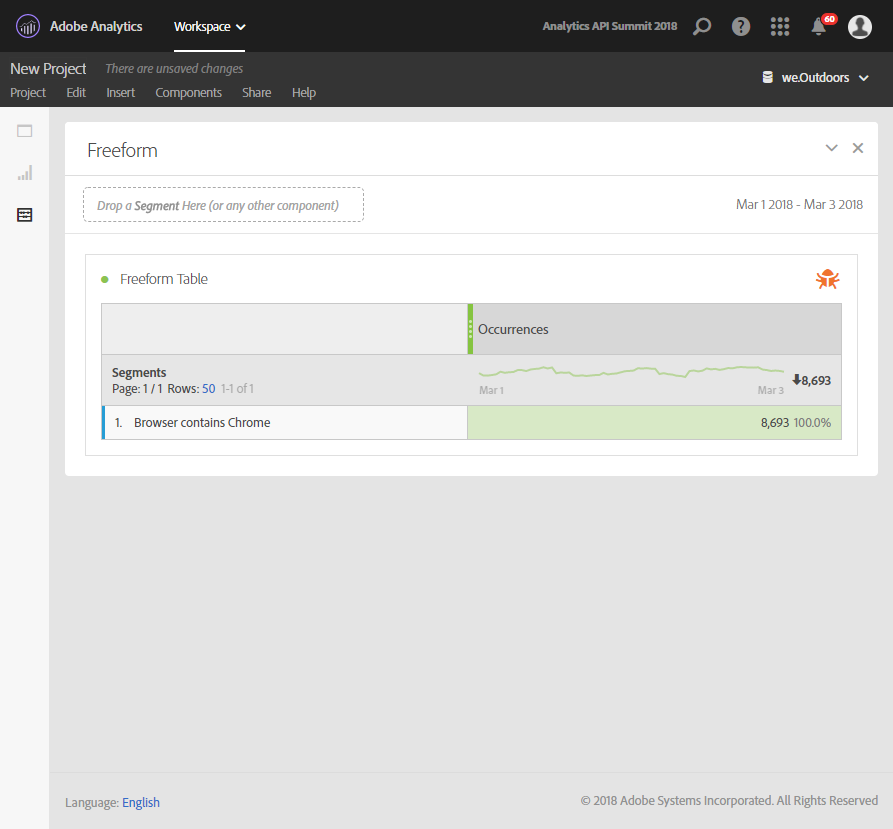 Adobe Analytics Workspace Analytics API Summit 2018 ? 60
New Project There are unsaved changes
we.Outdoors
Project Edit Insert Components Share Help
Freeform
Drop a Segment Here (or any other component) Mar 1 2018 - Mar 3 2018
Freeform Table
Occurrences
Segments
Page: 1 / 1 Rows: 50 1-1 of 1
Mar 1 Mar 3
8,693
1. Browser contains Chrome 8,693 100.0%
Language: English © 2018 Adobe Systems Incorporated. All Rights Reserved